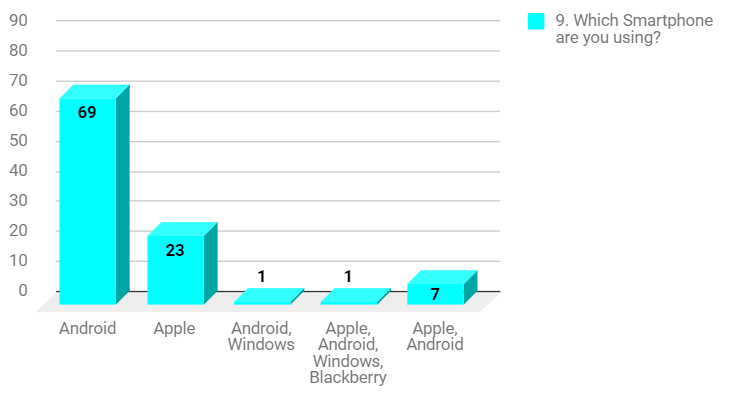 90
80
70
60
50
40
30
20
10
0
69
23
1
1
7
Android
Apple
Android,
Windows
Apple,
Android,
Windows,
Blackberry
Apple,
Android
9. Which Smartphone
are you using?